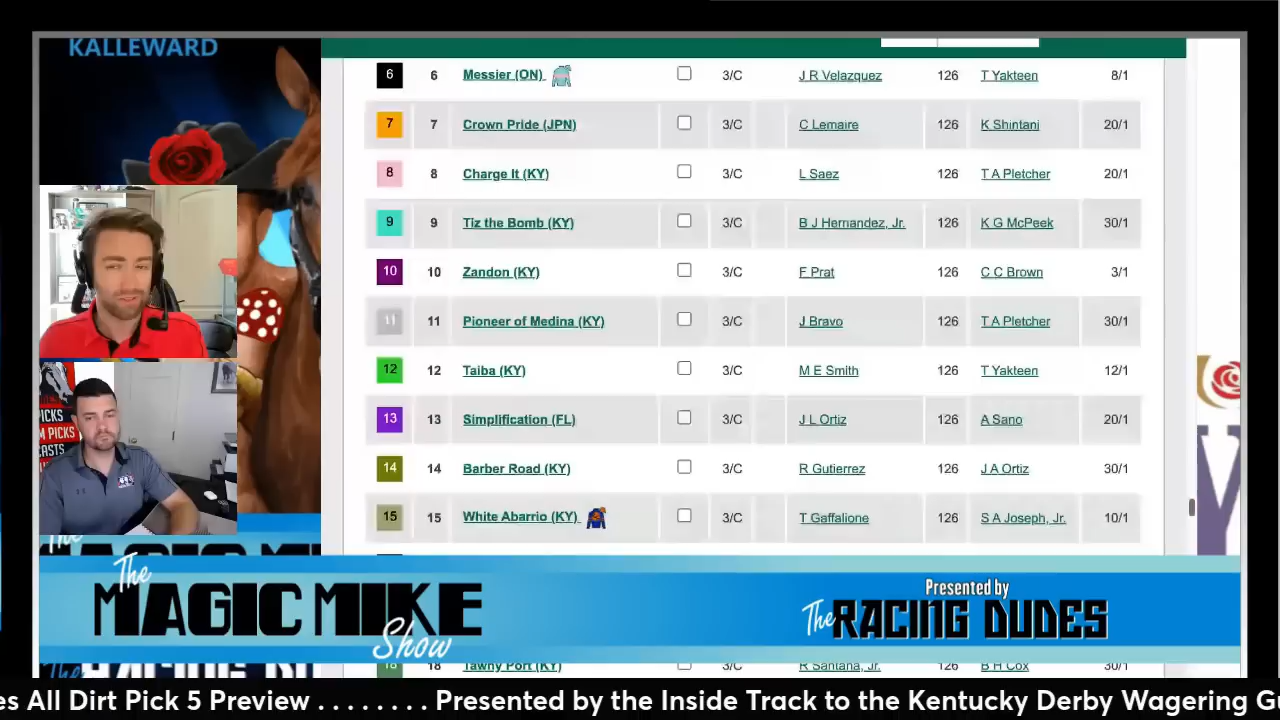 KALLEWARD
6 6 Messier (ON) 3/C J R Velazquez 126 T Yakteen 8/1
7 7 Crown Pride (JPN) 3/C C Lemaire 126 K Shintani 20/1
8 8 Charge It (KY) 3/C L Saez 126 T A Pletcher 20/1
9 9 Tiz the Bomb (KY) 3/C B J Hernandez, Jr. 126 K G McPeek 30/1
10 10 Zandon (KY) 3/C F Prat 126 C C Brown 3/1
11 11 Pioneer of Medina (KY) 3/C J Bravo 126 T A Pletcher 30/1
12 12 Taiba (KY) 3/C M E Smith 126 T Yakteen 12/1
13 13 Simplification (FL) 3/C J L Ortiz 126 A Sano 20/1
14 14 Barber Road (KY) 3/C R Gutierrez 126 J A Ortiz 30/1
15 15 White Abarrio (KY) 3/C T Gaffalione 126 S A Joseph, Jr. 10/1
PICKS
M PICKS
ASTS
The
MAGIC MIKE
Show
Presented by
The RACING DUDES
18 18 Tawny Port (KY) 3/C R Santana, Jr. 126 B H Cox 30/1
es All Dirt Pick 5 Preview . . . . . . . . Presented by the Inside Track to the Kentucky Derby Wagering G